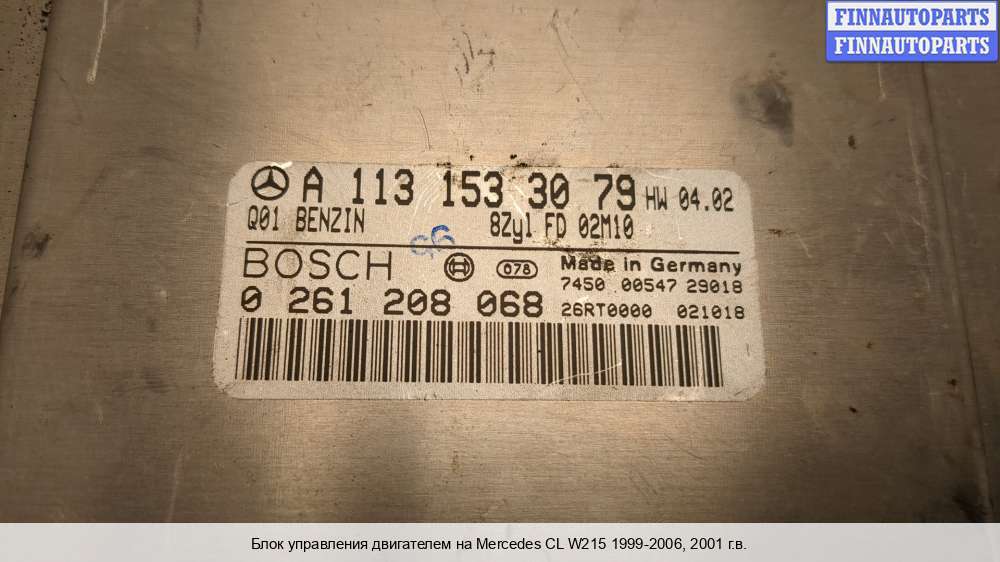 FINNAUTOPARTS
FINNAUTOPARTS
A 113 153 30 79 HW 04.02
Q01 BENZIN 8Zyl FD 02M10
BOSCH 078 Made in Germany
7450 00547 29018
0 261 208 068 26RT0000 021018
Блок управления двигателем на Mercedes CL W215 1999-2006, 2001 г.в.